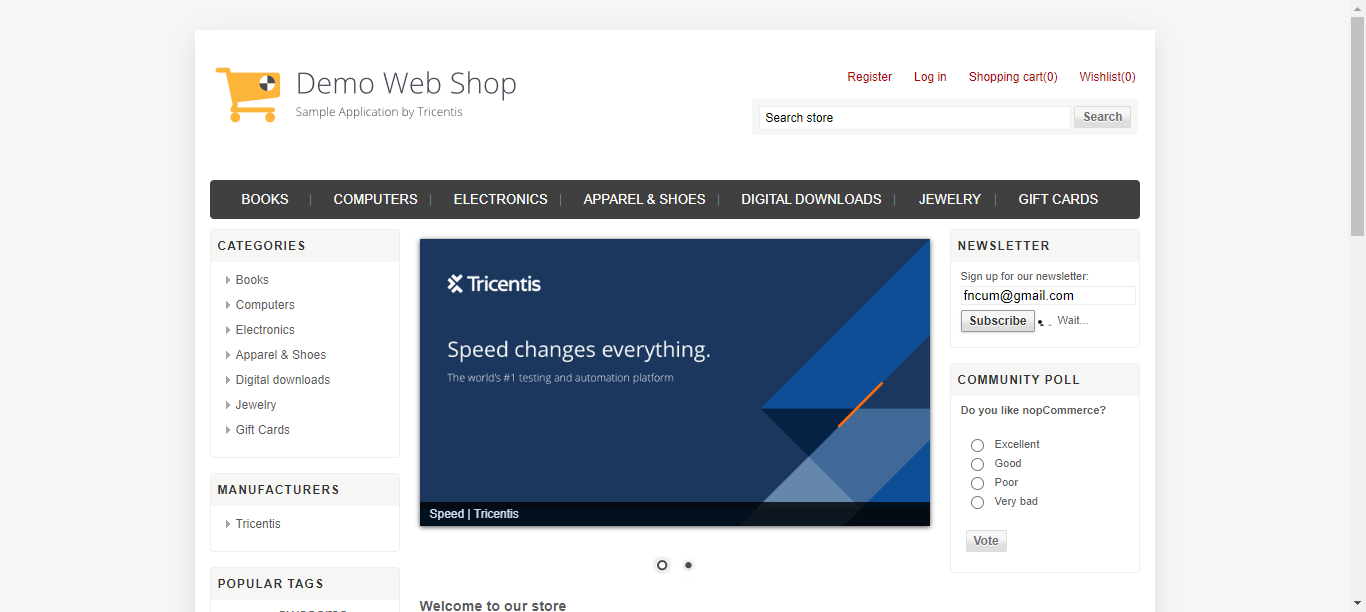 Demo Web Shop
Sample Application by Tricentis
Register Log in Shopping cart(0) Wishlist(0)
Search store Search
BOOKS COMPUTERS ELECTRONICS APPAREL & SHOES DIGITAL DOWNLOADS JEWELRY GIFT CARDS
CATEGORIES
Books
Computers
Electronics
Apparel & Shoes
Digital downloads
Jewelry
Gift Cards
MANUFACTURERS
Tricentis
POPULAR TAGS
Tricentis
Speed changes everything.
The world's #1 testing and automation platform
Speed | Tricentis
Welcome to our store
NEWSLETTER
Sign up for our newsletter:
fncum@gmail.com
Subscribe Wait...
COMMUNITY POLL
Do you like nopCommerce?
Excellent
Good
Poor
Very bad
Vote